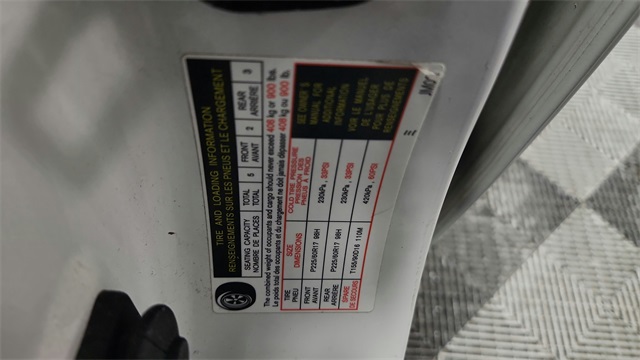 TIRE AND LOADING INFORMATION
RENSEIGNEMENTS SUR LES PNEUS ET LE CHARGEMENT
SEATING CAPACITY TOTAL 5 FRONT 2 REAR 3
NOMBRE DE PLACES TOTAL AVANT ARRIÈRE
The combined weight of occupants and cargo should never exceed 408 kg or 900 lbs.
Le poids total des occupants et du chargement ne doit jamais dépasser 408 kg ou 900 lb.
TIRE SIZE COLD TIRE PRESSURE
PNEU DIMENSIONS PRESSION DES PNEUS À FROID
FRONT AVANT P225/60R17 98H 230kPa, 33PSI
REAR ARRIÈRE P225/60R17 98H 230kPa, 33PSI
SPARE DE SECOURS T155/90D16 110M 420kPa, 60PSI
SEE OWNER'S
MANUAL FOR
ADDITIONAL
INFORMATION
VOIR LE MANUEL
DE L'USAGER
POUR PLUS DE
RENSEIGNEMENTS